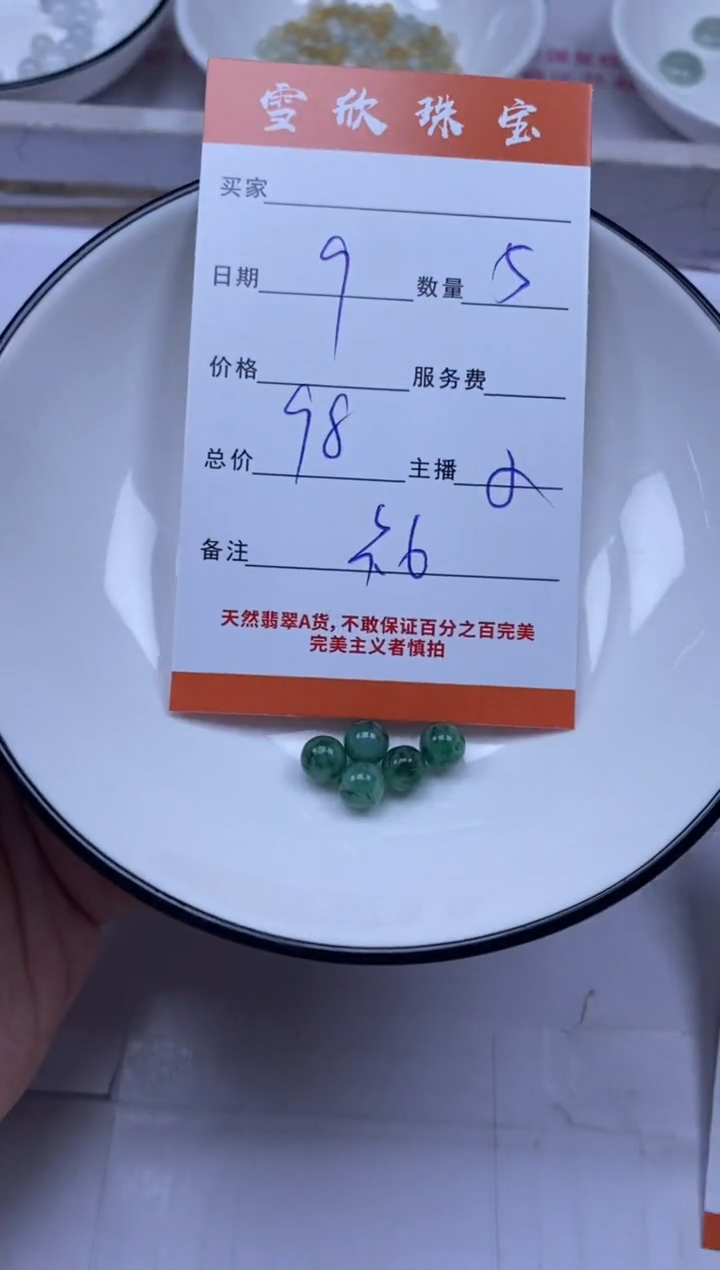 雪欣珠宝
买家
日期 9 数量 5
价格 服务费
总价 98 主播
备注 6
天然翡翠A货，不敢保证百分之百完美
完美主义者慎拍